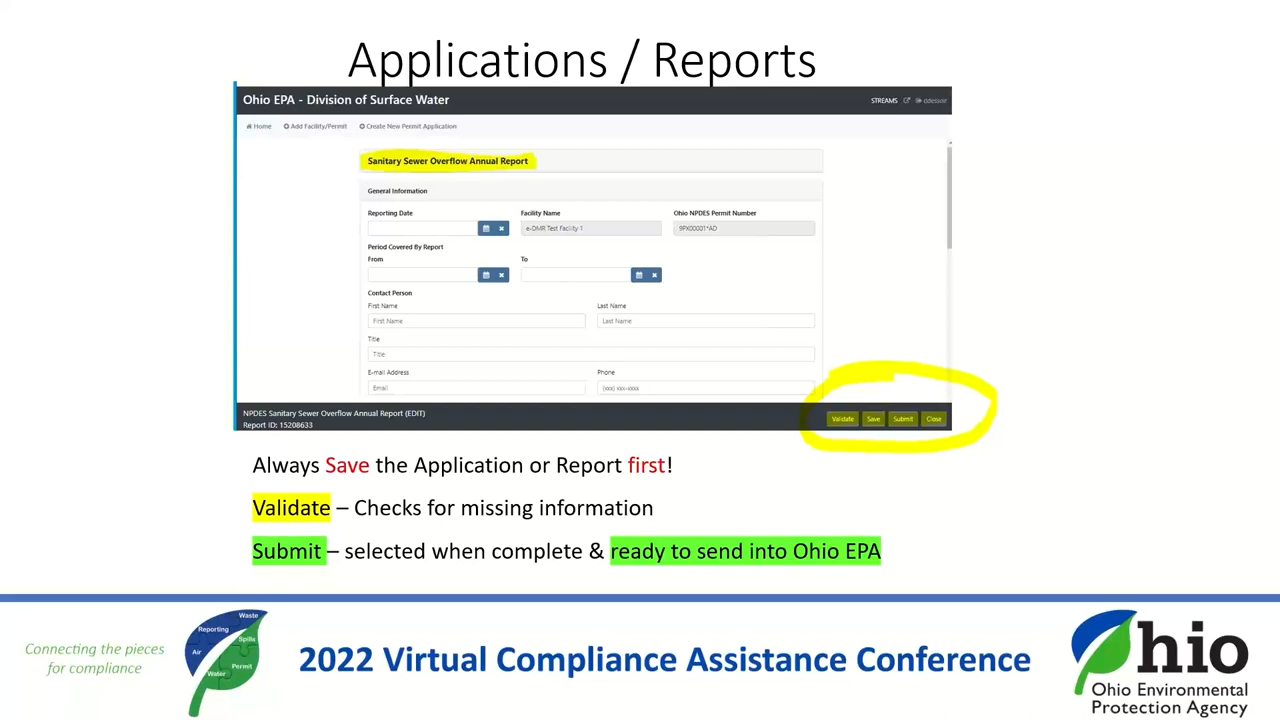 Applications / Reports
Ohio EPA - Division of Surface Water
STREAMS
ddessoir
Home Add Facility/Permit Create New Permit Application
Sanitary Sewer Overflow Annual Report
General Information
Reporting Date Facility Name Ohio NPDES Permit Number
e-DMR Test Facility 1 9PX00001*AD
Period Covered By Report
From To
Contact Person
First Name Last Name
First Name Last Name
Title
Title
E-mail Address Phone
Email (xxx) xxx-xxxx
NPDES Sanitary Sewer Overflow Annual Report (EDIT)
Report ID: 15208633
Validate Save Submit Close
Always Save the Application or Report first!
Validate – Checks for missing information
Submit – selected when complete & ready to send into Ohio EPA
Connecting the pieces
for compliance
Waste
Reporting
Spills
Air
Permit
Water
2022 Virtual Compliance Assistance Conference
Ohio
Ohio Environmental
Protection Agency